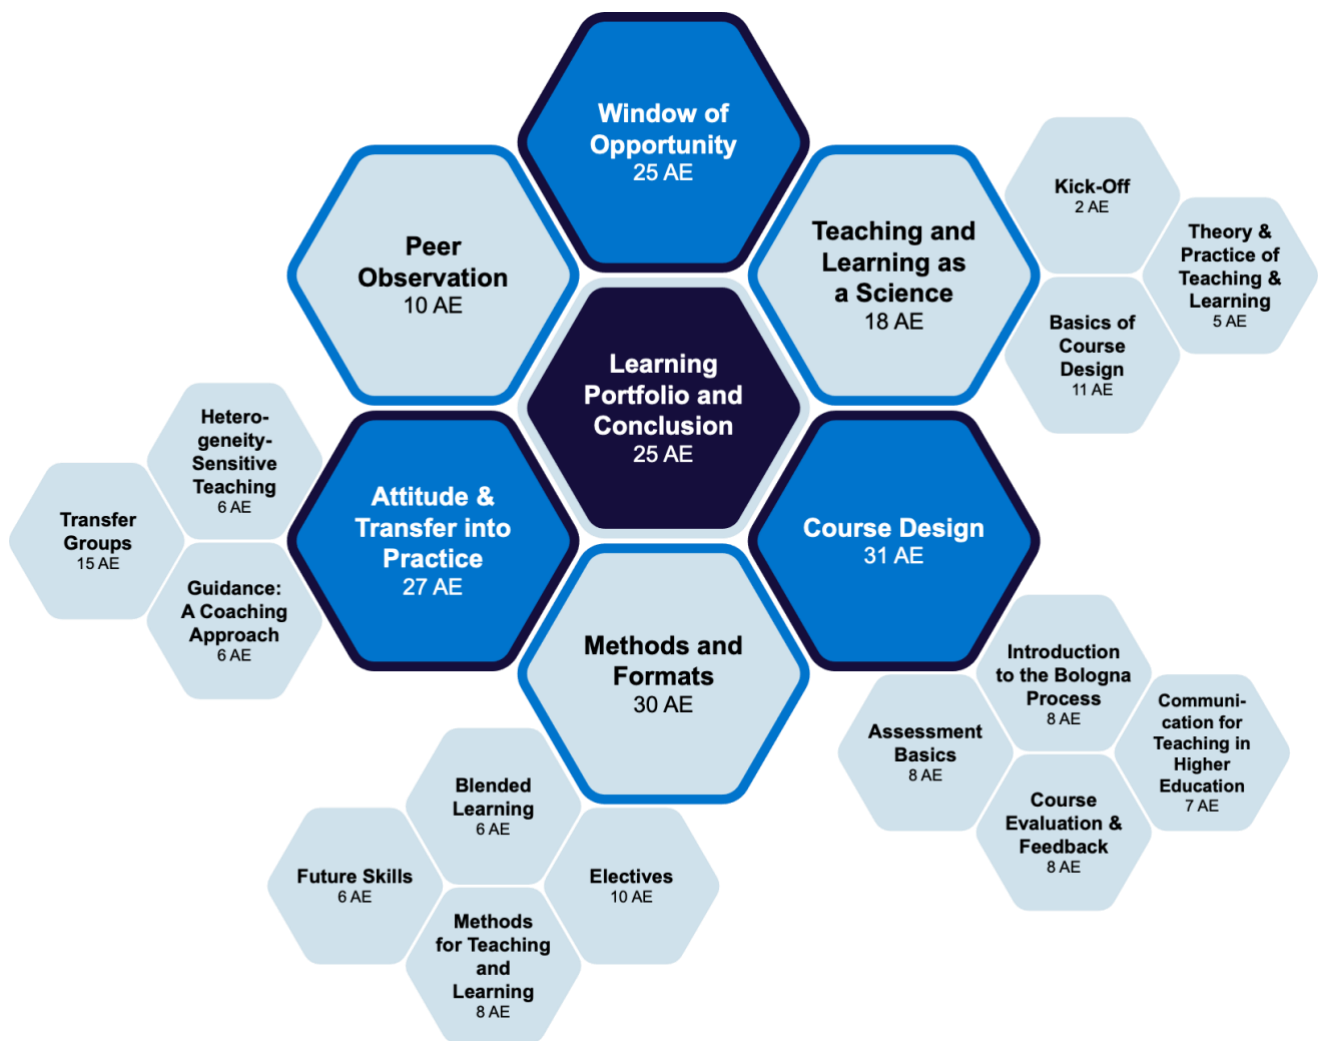 Window of
Opportunity
25 AE
Peer
Observation
10 AE
Teaching and
Learning as
a Science
18 AE
Kick-Off
2 AE
Theory &
Practice of
Teaching &
Learning
5 AE
Basics of
Course
Design
11 AE
Learning
Portfolio and
Conclusion
25 AE
Hetero-
geneity-
Sensitive
Teaching
6 AE
Transfer
Groups
15 AE
Guidance:
A Coaching
Approach
6 AE
Attitude &
Transfer into
Practice
27 AE
Course Design
31 AE
Methods and
Formats
30 AE
Introduction
to the Bologna
Process
8 AE
Assessment
Basics
8 AE
Communi-
cation for
Teaching in
Higher
Education
7 AE
Course
Evaluation &
Feedback
8 AE
Blended
Learning
6 AE
Future Skills
6 AE
Electives
10 AE
Methods
for Teaching
and
Learning
8 AE